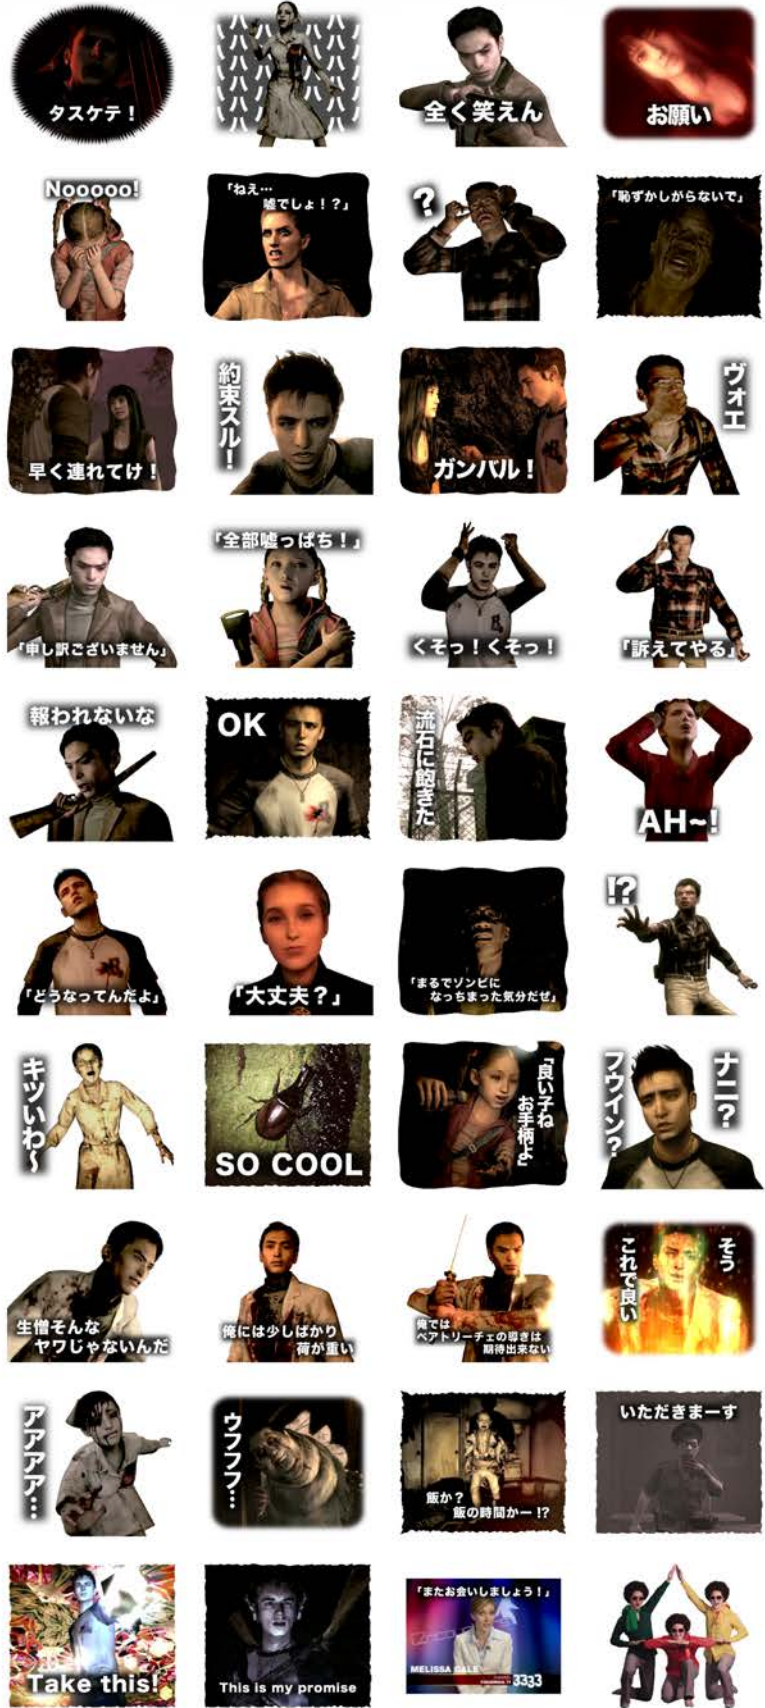 タスケテ！
ハハハハハハハ
全く笑えん
お願い
Nooooo!
「ねえ…
嘘でしょ！？」
？
「恥ずかしがらないで」
早く連れてけ！
約束スル！
ガンバル！
ヴォエ
「申し訳ございません」
「全部嘘っぱち！」
くそっ！くそっ！
「訴えてやる」
報われないな
OK
流石に飽きた
AH~!
「どうなってんだよ」
「大丈夫？」
「まるでゾンビに
なっちまった気分だぜ」
!?
キツいわ〜
SO COOL
「良い子ね
お手柄よ」
ナニ？
フウイン？
生憎そんな
ヤワじゃないんだ
俺には少しばかり
荷が重い
俺では
ベアトリーチェの導きは
期待出来ない
そう
これで良い
アアアア…
ウフフフ…
飯か？
飯の時間かー!?
いただきまーす
Take this!
This is my promise
「またお会いしましょう！」
MELISSA GALE
3333